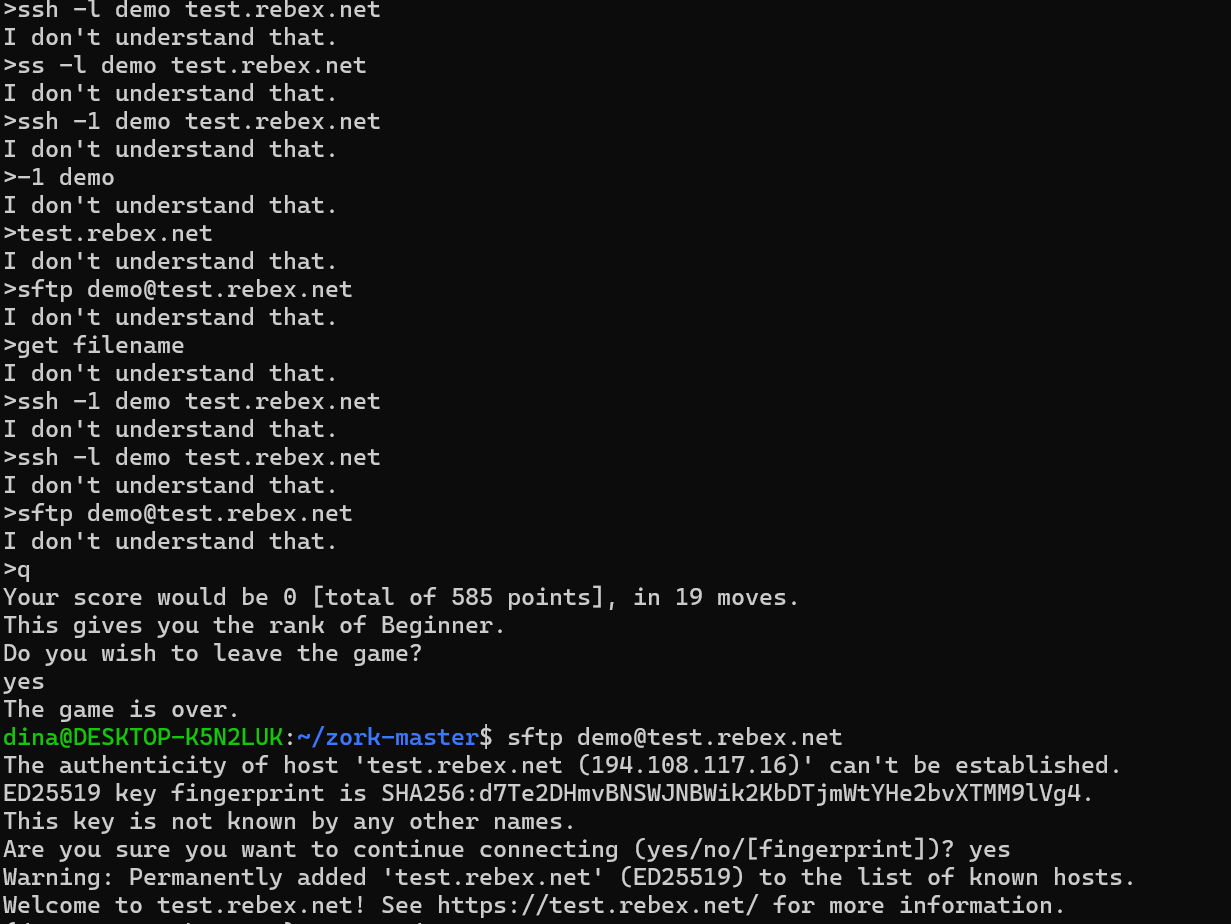 >ssh -l demo test.rebex.net
I don't understand that.
>ss -l demo test.rebex.net
I don't understand that.
>ssh -1 demo test.rebex.net
I don't understand that.
>-1 demo
I don't understand that.
>test.rebex.net
I don't understand that.
>sftp demo@test.rebex.net
I don't understand that.
>get filename
I don't understand that.
>ssh -1 demo test.rebex.net
I don't understand that.
>ssh -l demo test.rebex.net
I don't understand that.
>sftp demo@test.rebex.net
I don't understand that.
>q
Your score would be 0 [total of 585 points], in 19 moves.
This gives you the rank of Beginner.
Do you wish to leave the game?
yes
The game is over.
dina@DESKTOP-K5N2LUK:~/zork-master$ sftp demo@test.rebex.net
The authenticity of host 'test.rebex.net (194.108.117.16)' can't be established.
ED25519 key fingerprint is SHA256:d7Te2DHmvBNSWJNBWik2KbDTjmWtYHe2bvXTMM9lVg4.
This key is not known by any other names.
Are you sure you want to continue connecting (yes/no/[fingerprint])? yes
Warning: Permanently added 'test.rebex.net' (ED25519) to the list of known hosts.
Welcome to test.rebex.net! See https://test.rebex.net/ for more information.